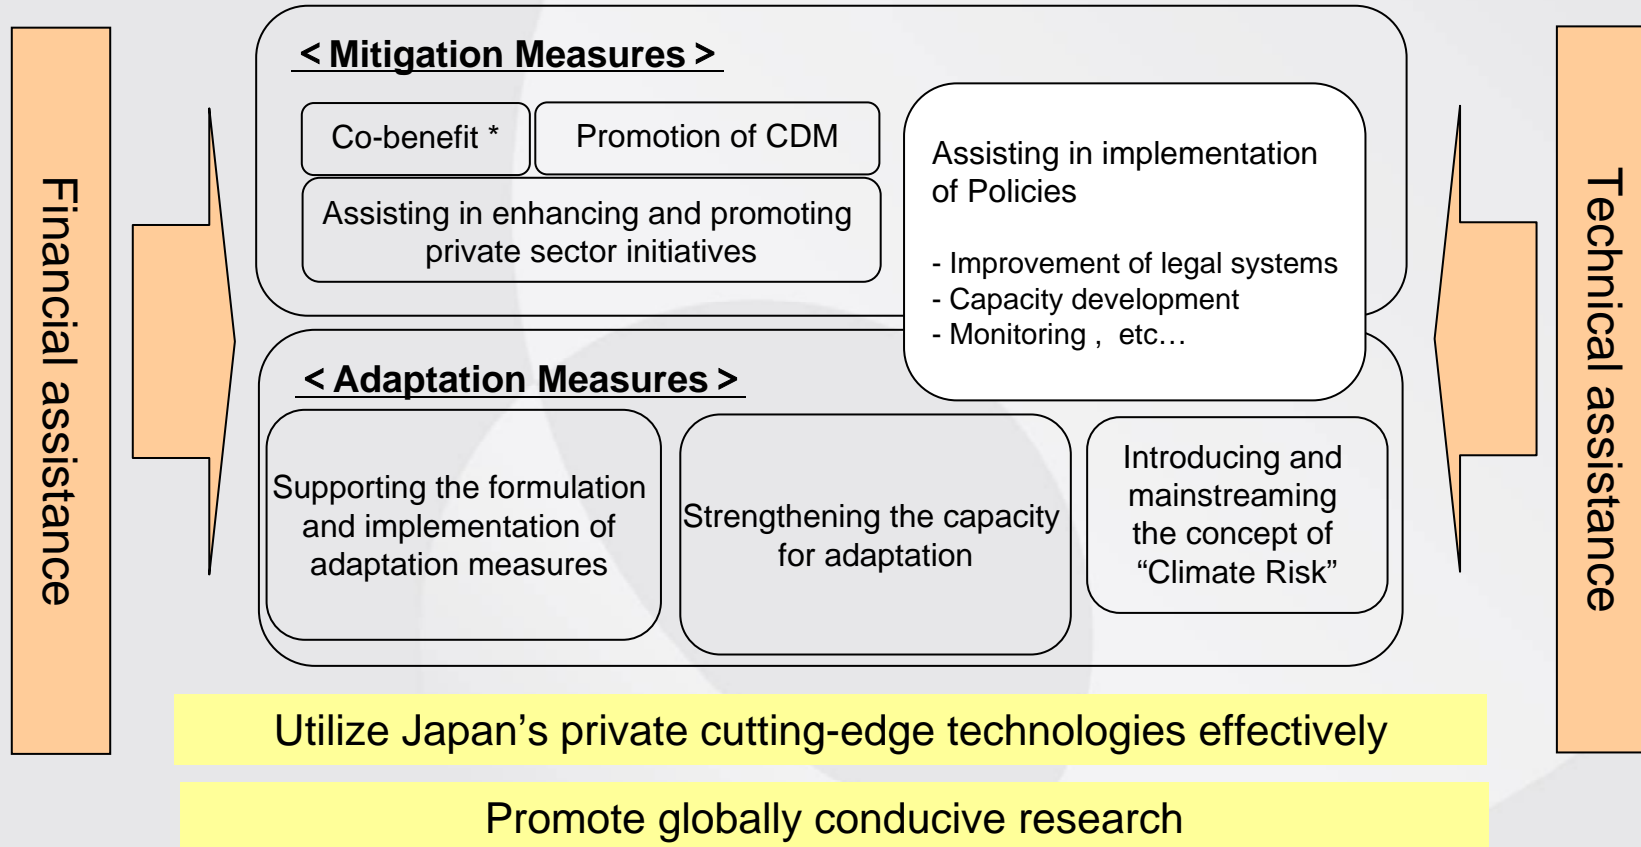 Financial assistance
< Mitigation Measures >
Co-benefit *
Promotion of CDM
Assisting in enhancing and promoting
private sector initiatives
Assisting in implementation
of Policies
- Improvement of legal systems
- Capacity development
- Monitoring , etc…
< Adaptation Measures >
Supporting the formulation
and implementation of
adaptation measures
Strengthening the capacity
for adaptation
Introducing and
mainstreaming
the concept of
“Climate Risk”
Technical assistance
Utilize Japan’s private cutting-edge technologies effectively
Promote globally conducive research